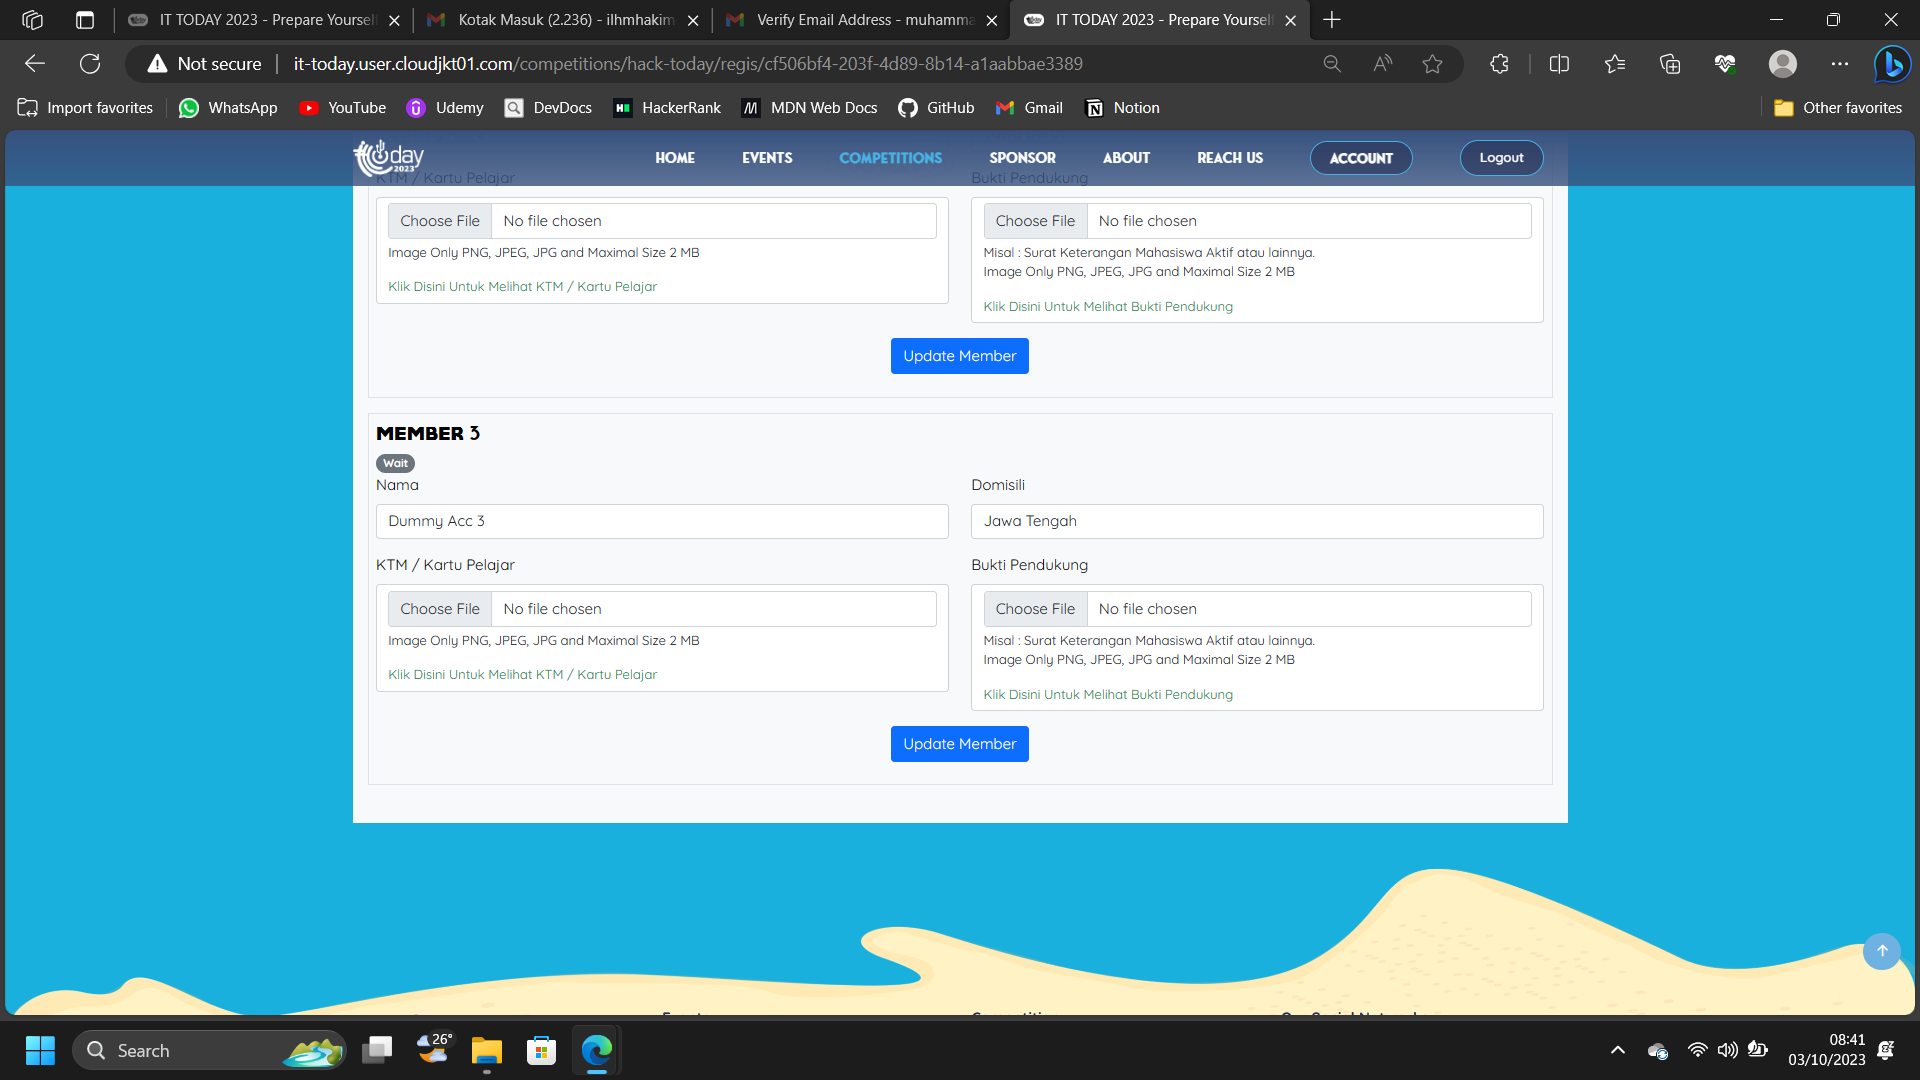 IT TODAY 2023 - Prepare Yoursel
Kotak Masuk (2.236) - ilhmhakim
Verify Email Address - muhamma
IT TODAY 2023 - Prepare Yoursel
Not secure
it-today.user.cloudjkt01.com/competitions/hack-today/regis/cf506bf4-203f-4d89-8b14-a1aabbae3389
Import favorites
WhatsApp
YouTube
Udemy
DevDocs
HackerRank
MDN Web Docs
GitHub
Gmail
Notion
Other favorites
today
2023
HOME
EVENTS
COMPETITIONS
SPONSOR
ABOUT
REACH US
ACCOUNT
Logout
KTM / Kartu Pelajar
Bukti Pendukung
Choose File No file chosen
Image Only PNG, JPEG, JPG and Maximal Size 2 MB
Klik Disini Untuk Melihat KTM / Kartu Pelajar
Choose File No file chosen
Misal : Surat Keterangan Mahasiswa Aktif atau lainnya.
Image Only PNG, JPEG, JPG and Maximal Size 2 MB
Klik Disini Untuk Melihat Bukti Pendukung
Update Member
MEMBER 3
Wait
Nama
Dummy Acc 3
Domisili
Jawa Tengah
KTM / Kartu Pelajar
Choose File No file chosen
Image Only PNG, JPEG, JPG and Maximal Size 2 MB
Klik Disini Untuk Melihat KTM / Kartu Pelajar
Bukti Pendukung
Choose File No file chosen
Misal : Surat Keterangan Mahasiswa Aktif atau lainnya.
Image Only PNG, JPEG, JPG and Maximal Size 2 MB
Klik Disini Untuk Melihat Bukti Pendukung
Update Member
Search
26°
08:41
03/10/2023